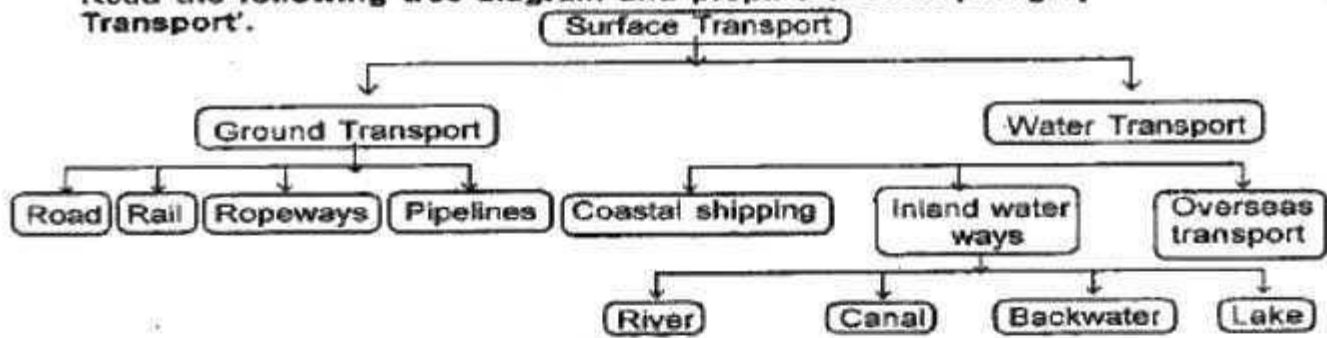 Transport'.
Surface Transport
Ground Transport
Water Transport
Road
Rail
Ropeways
Pipelines
Coastal shipping
Inland water
ways
Overseas
transport
River
Canal
Backwater
Lake